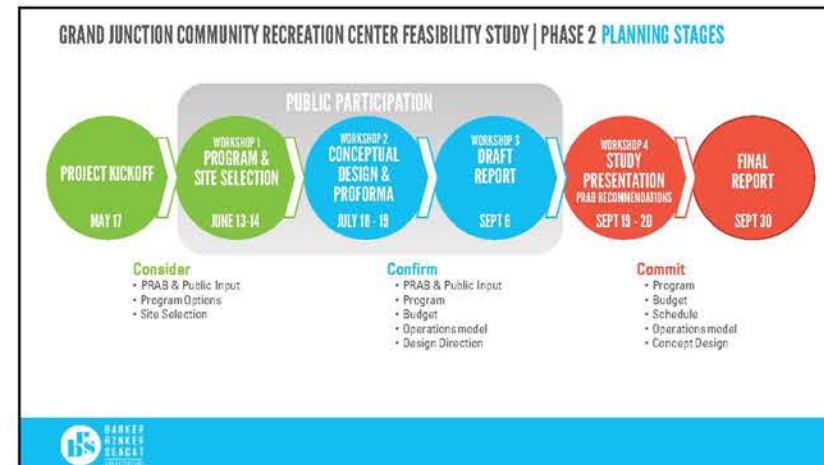 GRAND JUNCTION COMMUNITY RECREATION CENTER FEASIBILITY STUDY | PHASE 2 PLANNING STAGES
PUBLIC PARTICIPATION
PROJECT KICKOFF
MAY 17
WORKSHOP 1
PROGRAM &
SITE SELECTION
JUNE 13-14
WORKSHOP 2
CONCEPTUAL
DESIGN &
PROFORMA
JULY 18 - 19
WORKSHOP 3
DRAFT
REPORT
SEPT 6
WORKSHOP 4
STUDY
PRESENTATION
PRAB RECOMMENDATIONS
SEPT 19 - 20
FINAL
REPORT
SEPT 30
Consider
• PRAB & Public Input
• Program Options
• Site Selection
Confirm
• PRAB & Public Input
• Program
• Budget
• Operations model
• Design Direction
Commit
• Program
• Budget
• Schedule
• Operations model
• Concept Design
brs
BARKER
RINKER
SEACAT